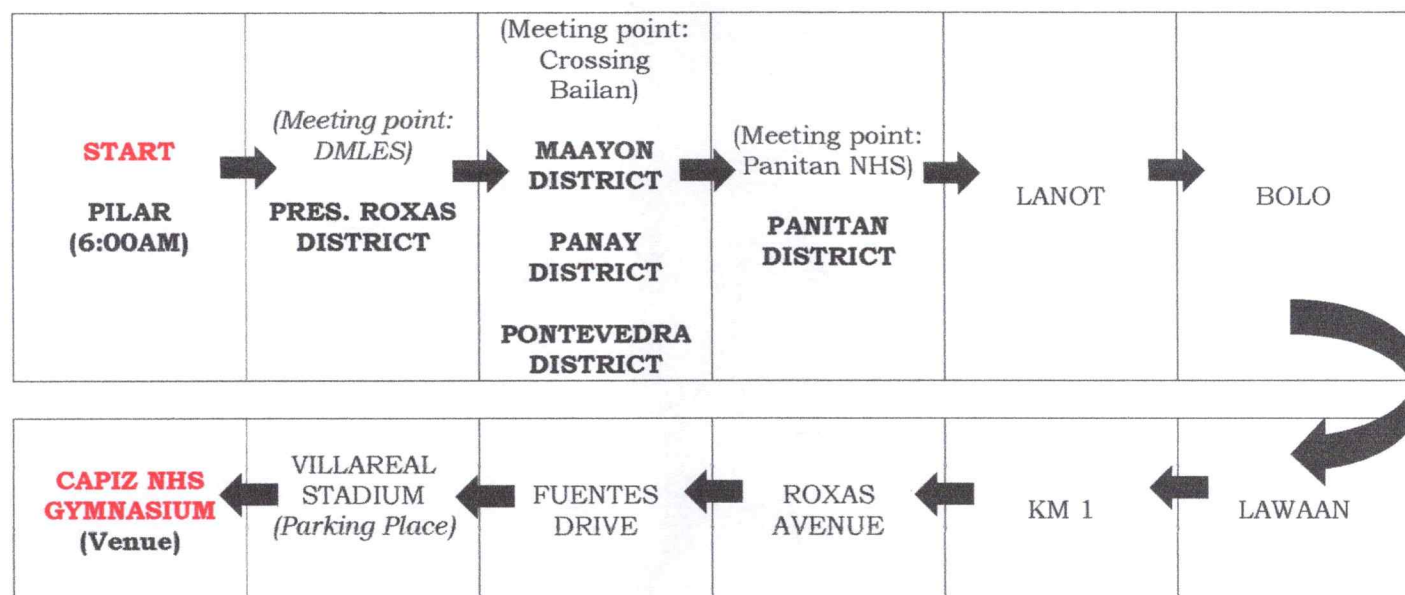 START
PILAR
(6:00AM)
(Meeting point:
DMLES)
PRES. ROXAS
DISTRICT
(Meeting point:
Crossing
Bailan)
MAAYON
DISTRICT
PANAY
DISTRICT
PONTEVEDRA
DISTRICT
(Meeting point:
Panitan NHS)
PANITAN
DISTRICT
LANOT
BOLO
LAWAAN
KM 1
ROXAS
AVENUE
FUENTES
DRIVE
VILLAREAL
STADIUM
(Parking Place)
CAPIZ NHS
GYMNASIUM
(Venue)